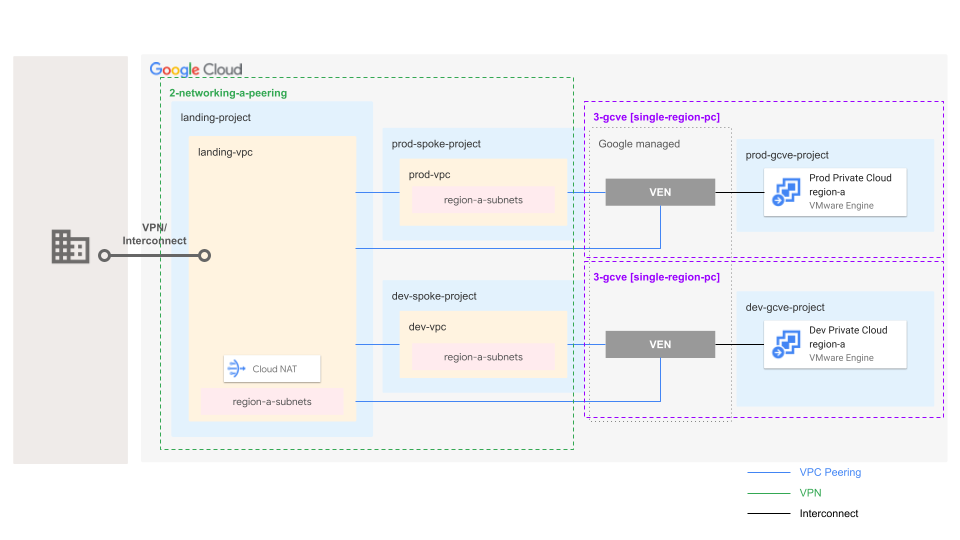 Google Cloud
2-networking-a-peering
landing-project
landing-vpc
VPN/
Interconnect
Cloud NAT
region-a-subnets
prod-spoke-project
prod-vpc
region-a-subnets
dev-spoke-project
dev-vpc
region-a-subnets
3-gcve [single-region-pc]
Google managed
VEN
prod-gcve-project
Prod Private Cloud
region-a
VMware Engine
3-gcve [single-region-pc]
VEN
dev-gcve-project
Dev Private Cloud
region-a
VMware Engine
VPC Peering
VPN
Interconnect